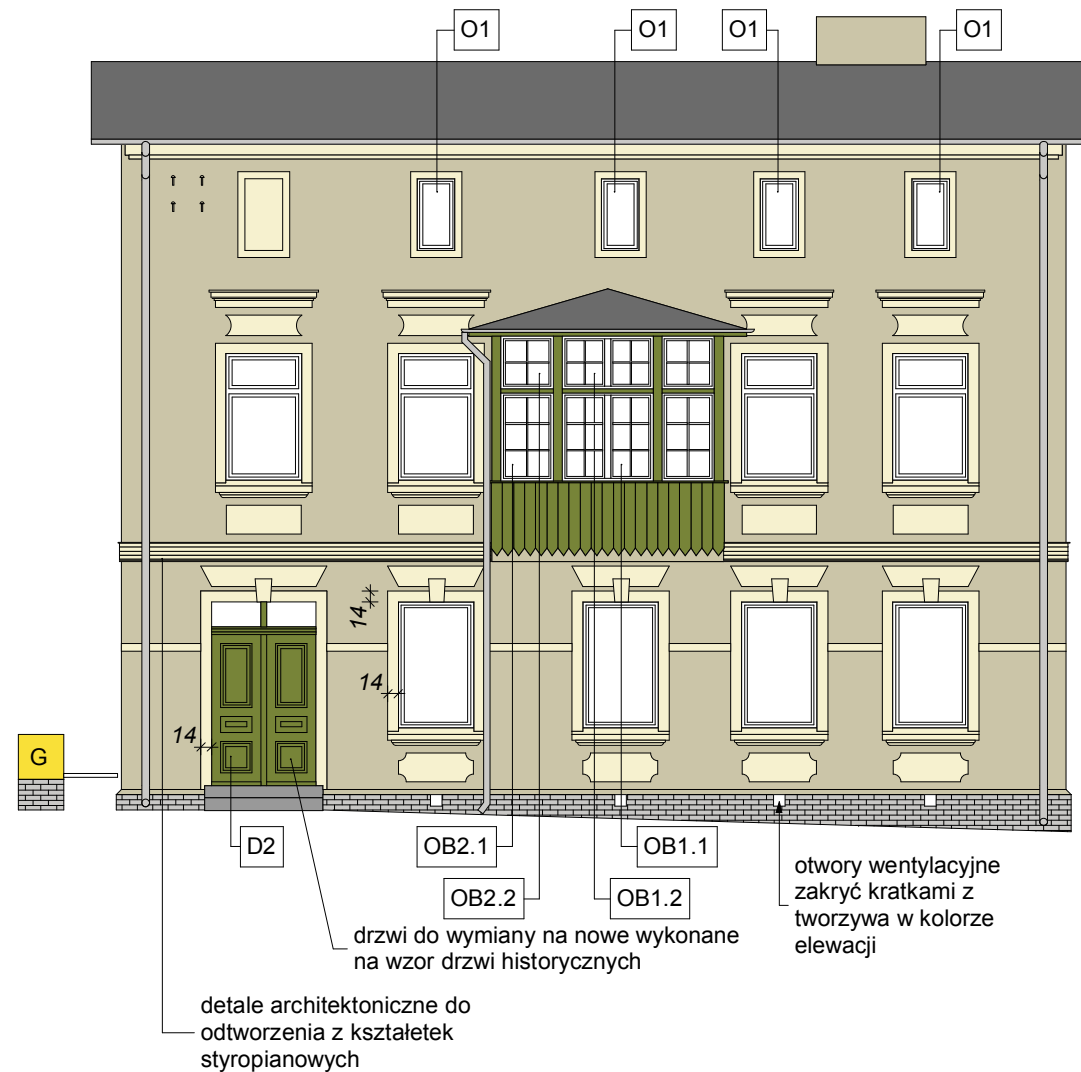 O1
O1
O1
O1
14
14
14
G
D2
OB2.1
OB1.1
OB2.2
OB1.2
otwory wentylacyjne
zakryć kratkami z
tworzywa w kolorze
elewacji
drzwi do wymiany na nowe wykonane
na wzor drzwi historycznych
detale architektoniczne do
odtworzenia z kształetek
styropianowych